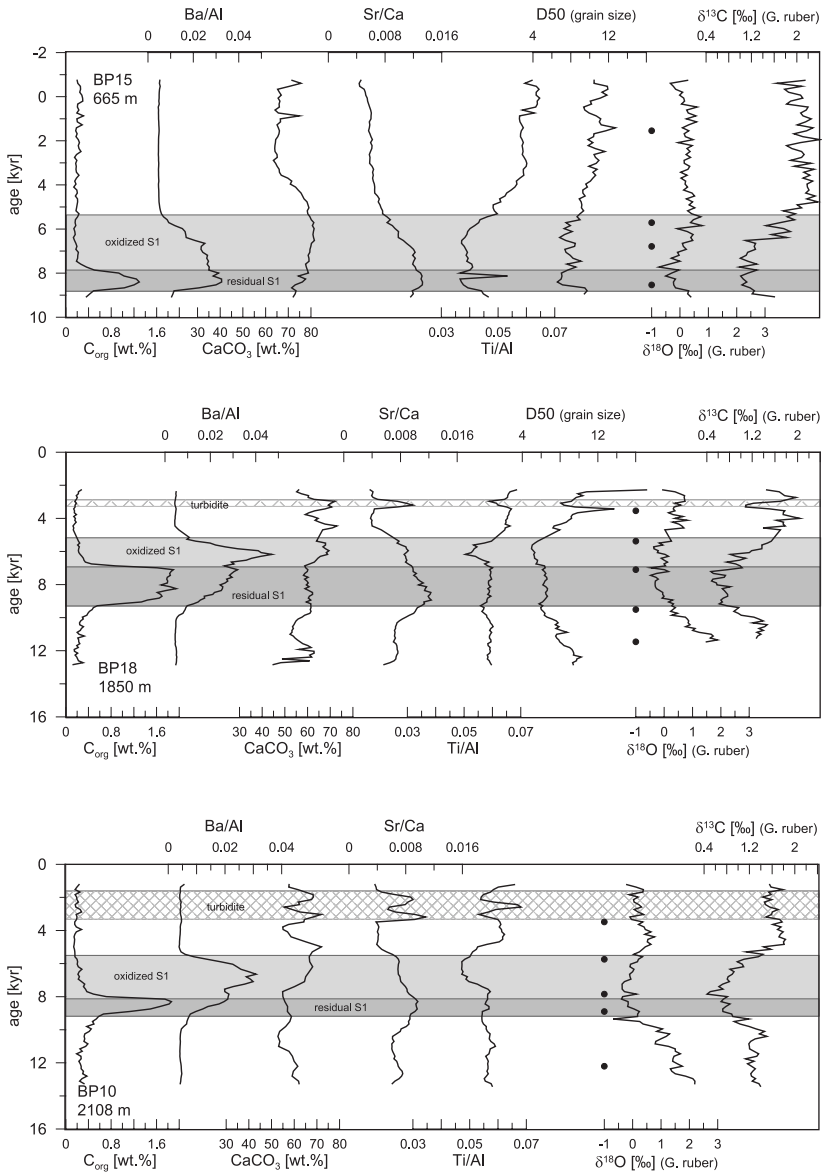 Ba/Al Sr/Ca D50 (grain size) δ¹³C [‰] (G. ruber)
0 0.02 0.04 0 0.008 0.016 4 12 0.4 1.2 2
-2
BP15
665 m
0
2
4
age [kyr]
6
oxidized S1
8
residual S1
10
0 0.8 1.6 30 40 50 60 70 80 0.03 0.05 0.07 -1 0 1 2 3
Corg [wt.%] CaCO₃ [wt.%] Ti/Al δ¹⁸O [‰] (G. ruber)
Ba/Al Sr/Ca D50 (grain size) δ¹³C [‰] (G. ruber)
0 0.02 0.04 0 0.008 0.016 4 12 0.4 1.2 2
0
turbidite
4
oxidized S1
age [kyr]
8
residual S1
12
BP18
1850 m
16
0 0.8 1.6 30 40 50 60 70 80 0.03 0.05 0.07 -1 0 1 2 3
Corg [wt.%] CaCO₃ [wt.%] Ti/Al δ¹⁸O [‰] (G. ruber)
Ba/Al Sr/Ca δ¹³C [‰] (G. ruber)
0 0.02 0.04 0 0.008 0.016 0.4 1.2 2
0
turbidite
4
oxidized S1
age [kyr]
8
residual S1
12
BP10
2108 m
16
0 0.8 1.6 30 40 50 60 70 80 0.03 0.05 0.07 -1 0 1 2 3
Corg [wt.%] CaCO₃ [wt.%] Ti/Al δ¹⁸O [‰] (G. ruber)